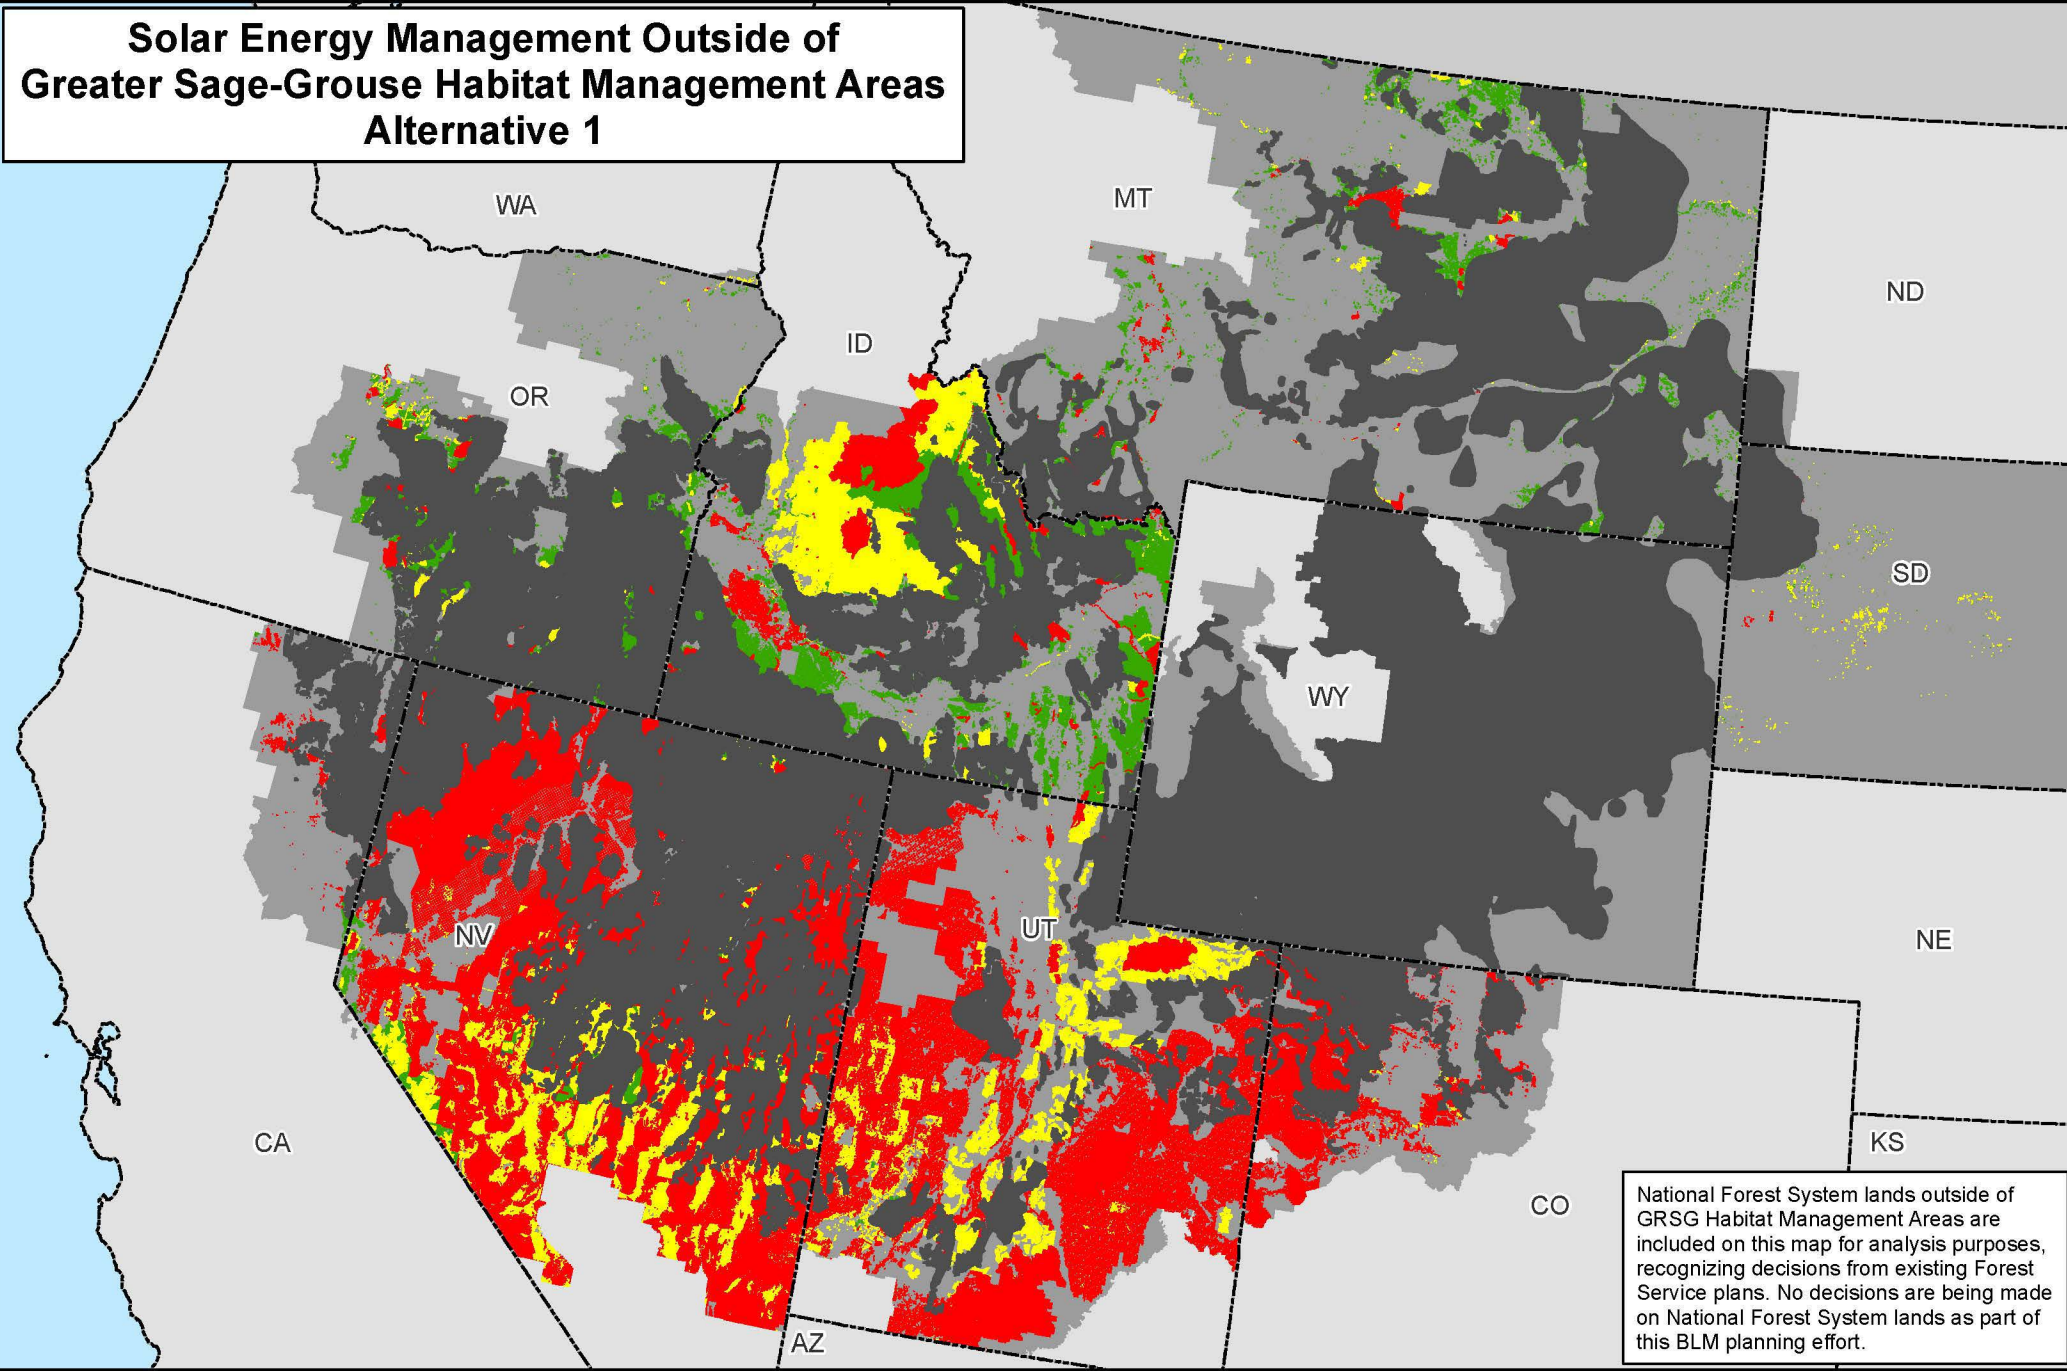 Solar Energy Management Outside of
Greater Sage-Grouse Habitat Management Areas
Alternative 1
WA
MT
ND
ID
OR
SD
WY
NV
UT
NE
CA
KS
CO
AZ
National Forest System lands outside of
GRSG Habitat Management Areas are
included on this map for analysis purposes,
recognizing decisions from existing Forest
Service plans. No decisions are being made
on National Forest System lands as part of
this BLM planning effort.